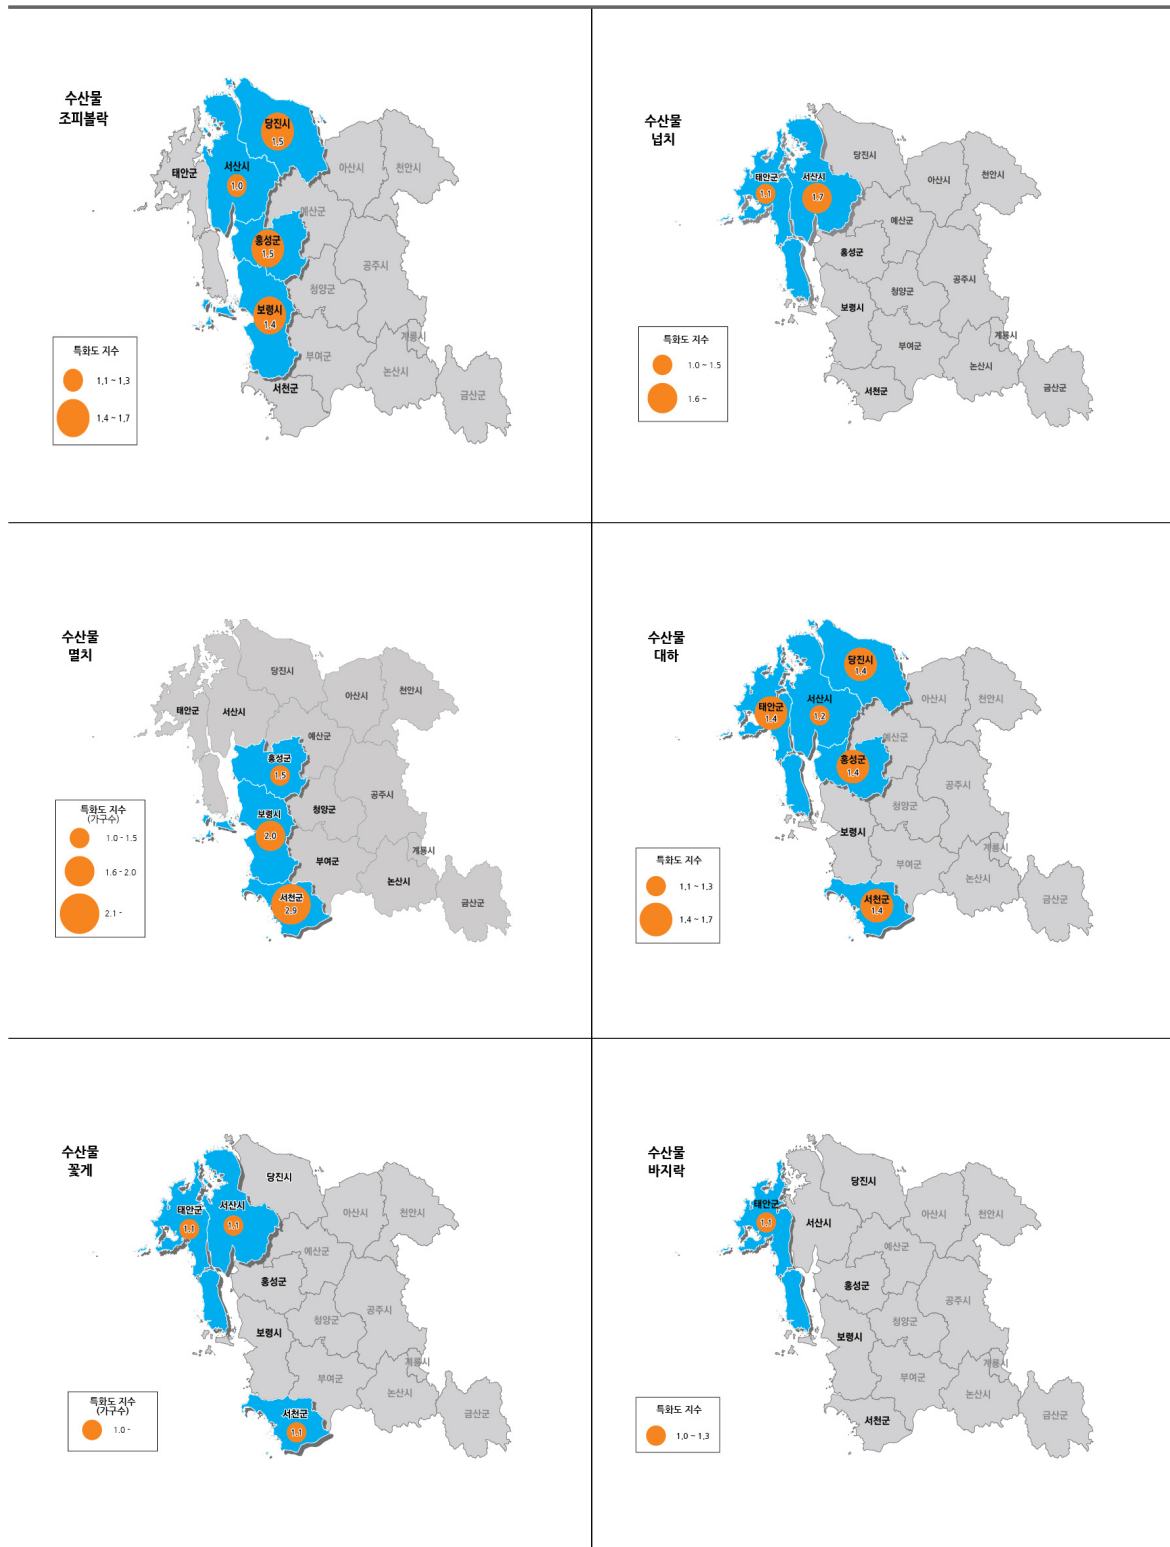 수산물
조피볼락
당진시
1.5
아산시
천안시
서산시
1.0
태안군
예산군
홍성군
1.5
공주시
청양군
보령시
1.4
계룡시
부여군
논산시
서천군
금산군
특화도 지수
1.1 ~ 1.3
1.4 ~ 1.7
수산물
넙치
당진시
태안군
1.1
서산시
1.7
아산시
천안시
예산군
홍성군
공주시
청양군
보령시
계룡시
부여군
논산시
서천군
금산군
특화도 지수
1.0 ~ 1.5
1.6 ~
수산물
멸치
당진시
아산시
천안시
태안군
서산시
예산군
홍성군
1.5
공주시
청양군
보령시
2.0
계룡시
부여군
논산시
서천군
2.9
금산군
특화도 지수
(가구수)
1.0 - 1.5
1.6 - 2.0
2.1 -
수산물
대하
당진시
1.4
아산시
천안시
태안군
1.4
서산시
1.2
예산군
홍성군
1.4
공주시
청양군
보령시
계룡시
부여군
논산시
서천군
1.4
금산군
특화도 지수
1.1 ~ 1.3
1.4 ~ 1.7
수산물
꽃게
당진시
아산시
천안시
태안군
1.1
서산시
1.1
예산군
홍성군
공주시
청양군
보령시
계룡시
부여군
논산시
서천군
1.1
금산군
특화도 지수
(가구수)
1.0 -
수산물
바지락
당진시
아산시
천안시
태안군
1.1
서산시
예산군
홍성군
공주시
청양군
보령시
계룡시
부여군
논산시
서천군
금산군
특화도 지수
1.0 ~ 1.3